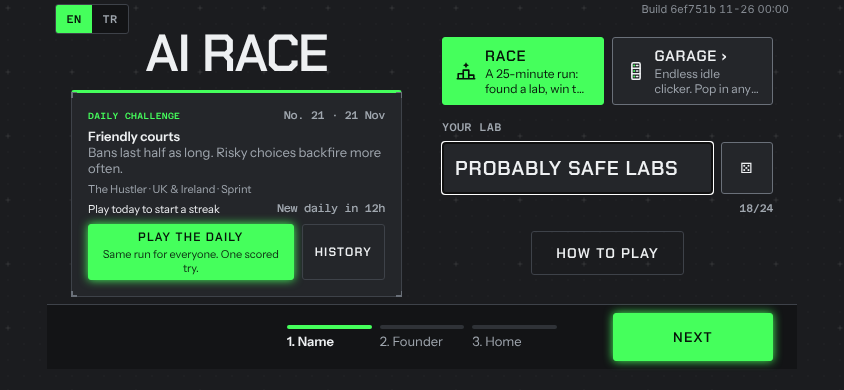 EN TR
Build 6ef751b 11-26 00:00
AI RACE
DAILY CHALLENGE No. 21 · 21 Nov
Friendly courts
Bans last half as long. Risky choices backfire more
often.
The Hustler · UK & Ireland · Sprint
Play today to start a streak New daily in 12h
PLAY THE DAILY
Same run for everyone. One scored
try.
HISTORY
RACE
A 25-minute run:
found a lab, win t...
GARAGE ›
Endless idle
clicker. Pop in any...
YOUR LAB
PROBABLY SAFE LABS
18/24
HOW TO PLAY
1. Name 2. Founder 3. Home
NEXT